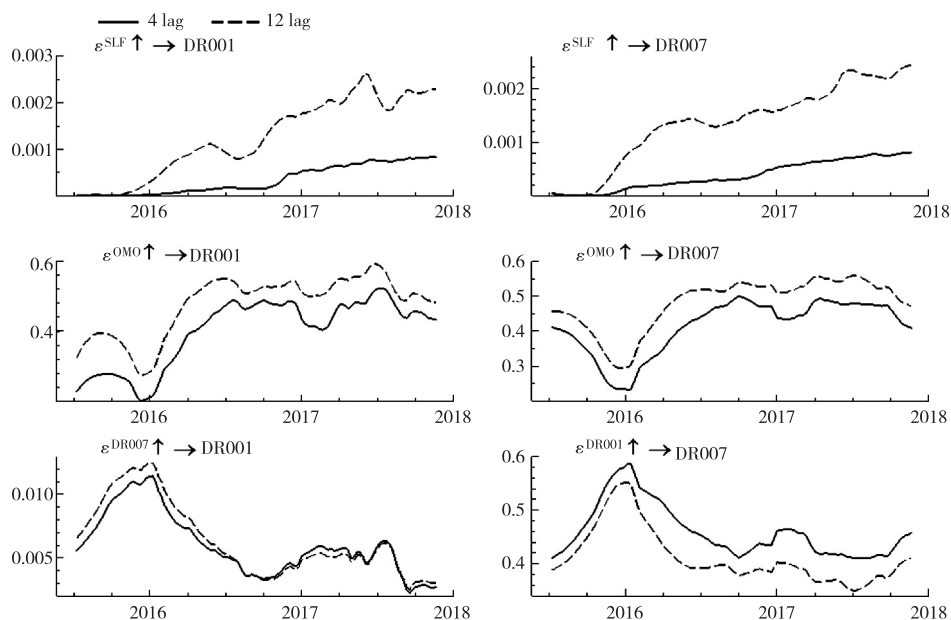 4 lag 12 lag
ε^SLF ↑ → DR001
0.003
0.002
0.001
2016 2017 2018
ε^SLF ↑ → DR007
0.002
0.001
2016 2017 2018
ε^OMO ↑ → DR001
0.6
0.4
2016 2017 2018
ε^OMO ↑ → DR007
0.6
0.5
0.4
0.3
2016 2017 2018
ε^DR007 ↑ → DR001
0.010
0.005
2016 2017 2018
ε^DR001 ↑ → DR007
0.6
0.5
0.4
2016 2017 2018